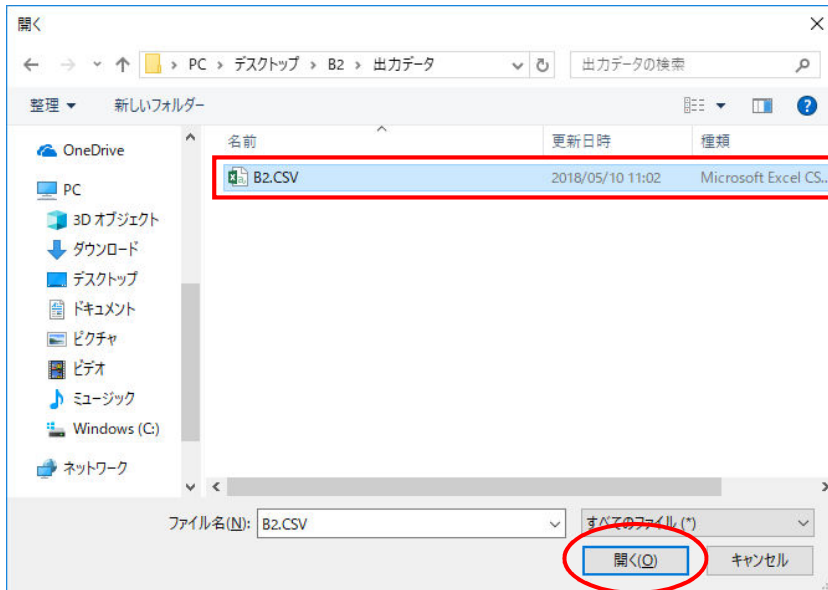 開く
PC › デスクトップ › B2 › 出力データ
出力データの検索
整理 新しいフォルダー
名前 更新日時 種類
B2.CSV 2018/05/10 11:02 Microsoft Excel CS...
OneDrive
PC
3D オブジェクト
ダウンロード
デスクトップ
ドキュメント
ピクチャ
ビデオ
ミュージック
Windows (C:)
ネットワーク
ファイル名(N): B2.CSV すべてのファイル (*)
開く(O) キャンセル